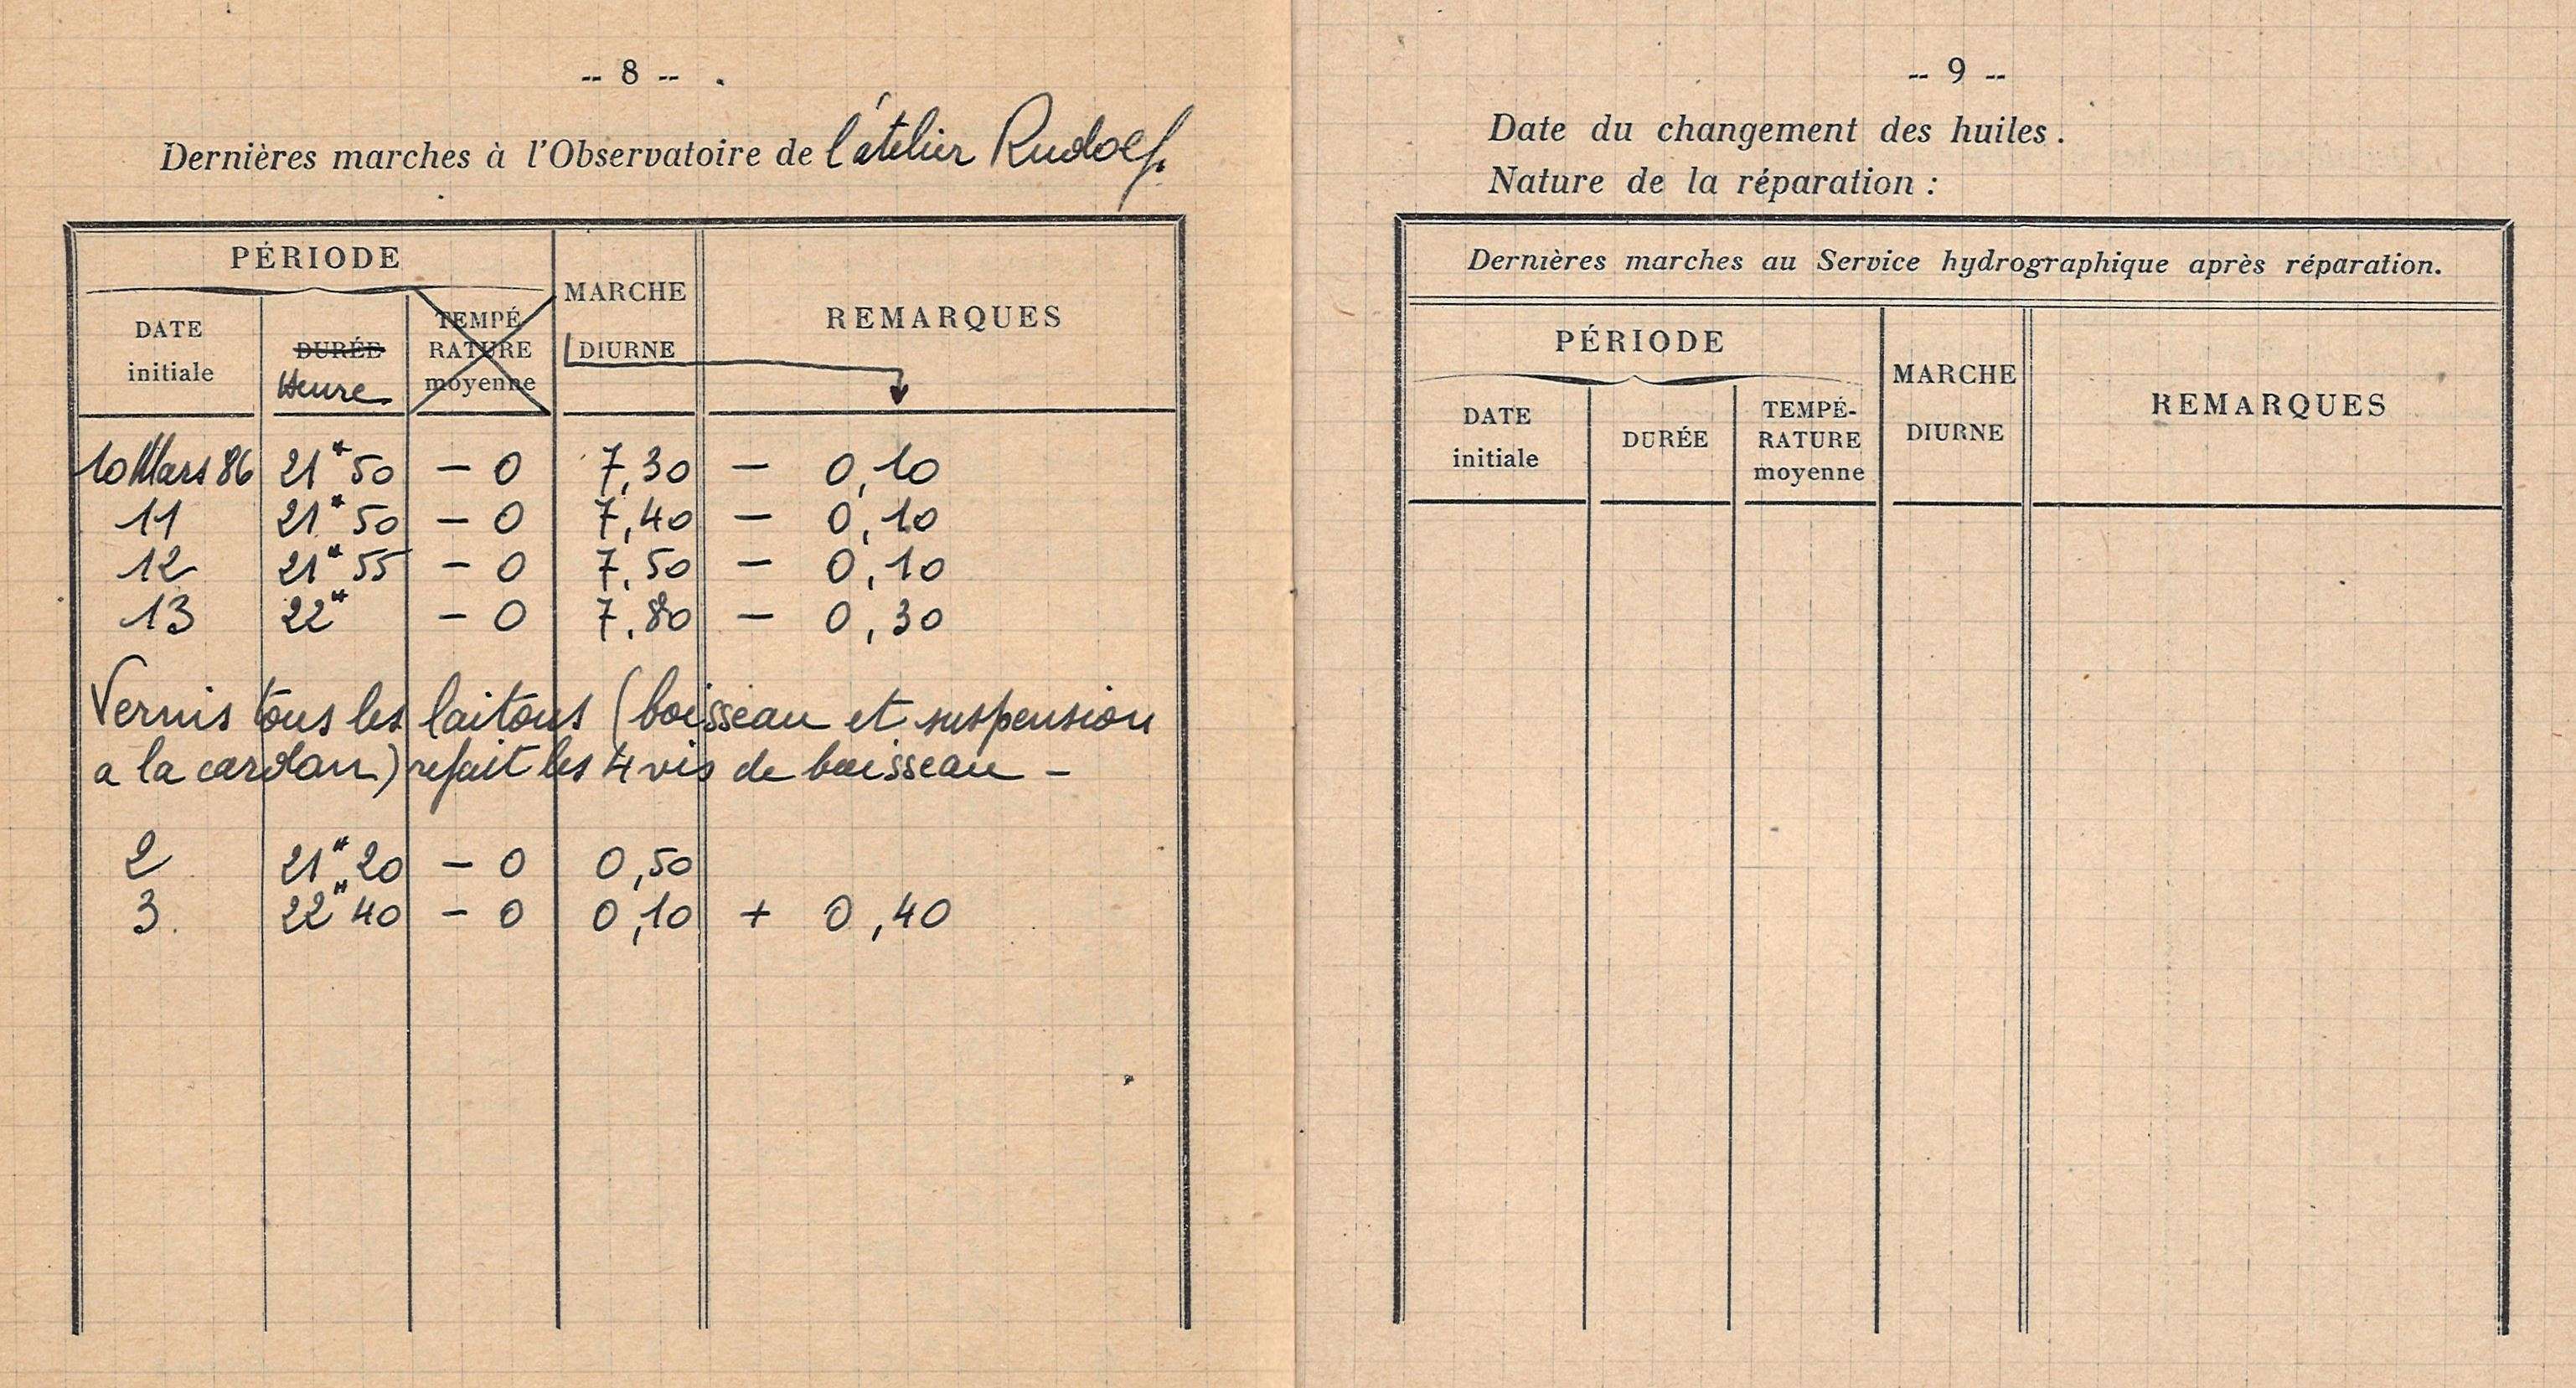 -- 8 --
Dernières marches à l'Observatoire de l'atelier Rudolf.
PÉRIODE
MARCHE
DIURNE
REMARQUES
DATE
initiale
DURÉE
Heure
TEMPÉ
RATURE
moyenne
10 Mars 86 21H50 - 0 7,30 - 0,10
11 21H50 - 0 7,40 - 0,10
12 21H55 - 0 7,50 - 0,10
13 22H - 0 7,80 - 0,30
Vernis tous les laitons (boisseau et suspension
a la cardan) refait les 4 vis de boisseau -
2 21H20 - 0 0,50
3. 22H40 - 0 0,10 + 0,40
-- 9 --
Date du changement des huiles.
Nature de la réparation :
Dernières marches au Service hydrographique après réparation.
PÉRIODE
MARCHE
DIURNE
REMARQUES
DATE
initiale
DURÉE
TEMPÉ-
RATURE
moyenne